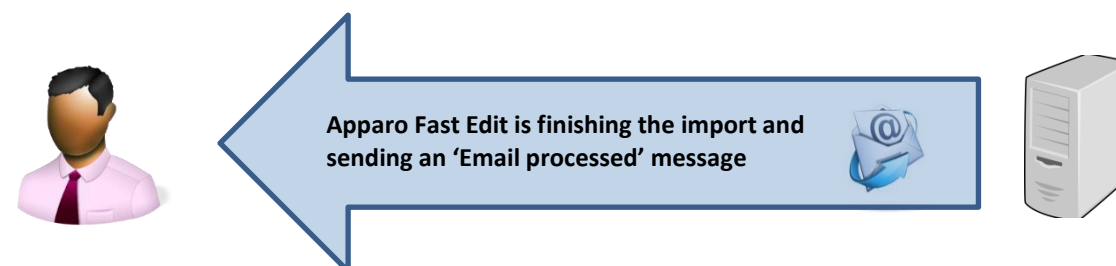 Apparo Fast Edit is finishing the import and
sending an ‘Email processed’ message
@